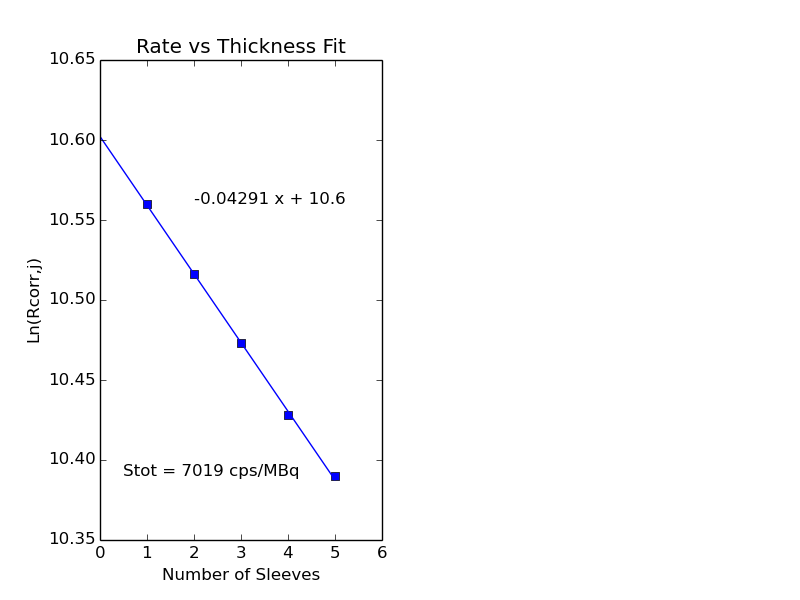 Rate vs Thickness Fit
10.65
10.60
-0.04291 x + 10.6
10.55
10.50
Ln(Rcorr,j)
10.45
10.40
Stot = 7019 cps/MBq
10.35
0 1 2 3 4 5 6
Number of Sleeves